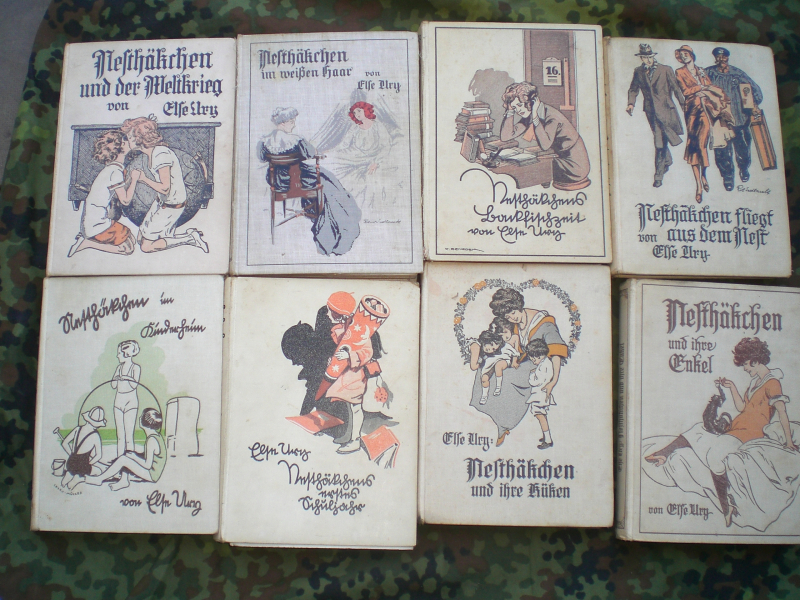 Nesthäkchen
und der Weltkrieg
von Else Ury
Nesthäkchen
im weißen Haar von
Else Ury
16.
Nesthäkchens
Backfischzeit
von Else Ury
Nesthäkchen fliegt
von aus dem Nest
Else Ury
Nesthäkchen im
Kinderheim
von Else Ury
Else Ury
Nesthäkchens
erstes
Schuljahr
Else Ury:
Nesthäkchen
und ihre Küken
Nesthäkchen
und ihre
Enkel
von Else Ury